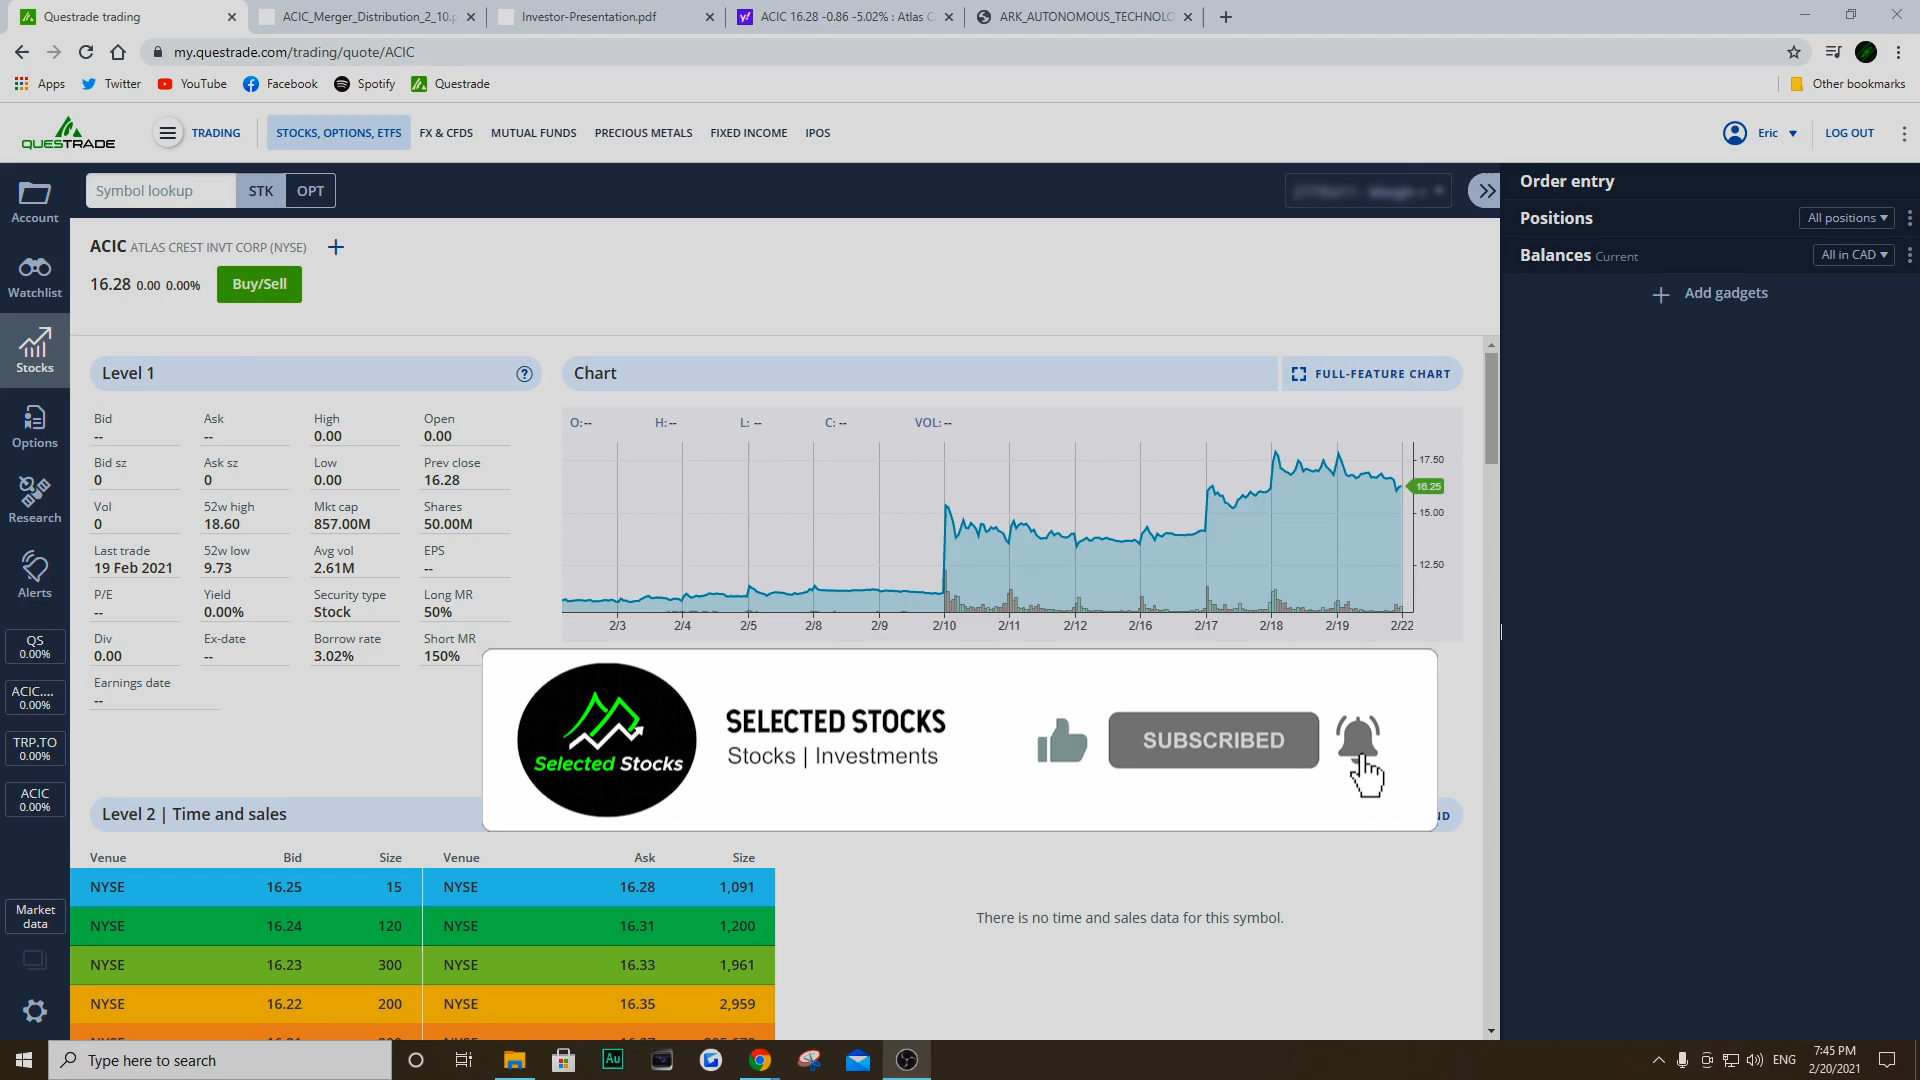 Questrade trading
ACIC_Merger_Distribution_2_10.p
Investor-Presentation.pdf
ACIC 16.28 -0.86 -5.02% : Atlas C
ARK_AUTONOMOUS_TECHNOLO
my.questrade.com/trading/quote/ACIC
Apps
Twitter
YouTube
Facebook
Spotify
Questrade
Other bookmarks
QUESTRADE
TRADING
STOCKS, OPTIONS, ETFS
FX & CFDS
MUTUAL FUNDS
PRECIOUS METALS
FIXED INCOME
IPOS
Eric
LOG OUT
Account
Watchlist
Stocks
Options
Research
Alerts
QS
0.00%
ACIC....
0.00%
TRP.TO
0.00%
ACIC
0.00%
Market
data
Symbol lookup
STK
OPT
Order entry
Positions
All positions
Balances Current
All in CAD
Add gadgets
ACIC ATLAS CREST INVT CORP (NYSE)
16.28 0.00 0.00%
Buy/Sell
Level 1
Bid
--
Ask
--
High
0.00
Open
0.00
Bid sz
0
Ask sz
0
Low
0.00
Prev close
16.28
Vol
0
52w high
18.60
Mkt cap
857.00M
Shares
50.00M
Last trade
19 Feb 2021
52w low
9.73
Avg vol
2.61M
EPS
--
P/E
--
Yield
0.00%
Security type
Stock
Long MR
50%
Div
0.00
Ex-date
--
Borrow rate
3.02%
Short MR
150%
Earnings date
--
Chart
FULL-FEATURE CHART
O:--
H:--
L: --
C: --
VOL: --
17.50
16.25
15.00
12.50
2/3
2/4
2/5
2/8
2/9
2/10
2/11
2/12
2/16
2/17
2/18
2/19
2/22
Selected Stocks
SELECTED STOCKS
Stocks | Investments
SUBSCRIBED
Level 2 | Time and sales
ND
Venue Bid Size Venue Ask Size
NYSE 16.25 15 NYSE 16.28 1,091
NYSE 16.24 120 NYSE 16.31 1,200
NYSE 16.23 300 NYSE 16.33 1,961
NYSE 16.22 200 NYSE 16.35 2,959
There is no time and sales data for this symbol.
Type here to search
Au
ENG
7:45 PM
2/20/2021